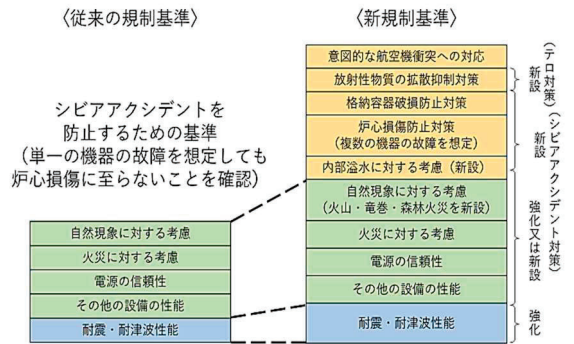 〈従来の規制基準〉
シビアアクシデントを
防止するための基準
(単一の機器の故障を想定しても
炉心損傷に至らないことを確認)
自然現象に対する考慮
火災に対する考慮
電源の信頼性
その他の設備の性能
耐震・耐津波性能
〈新規制基準〉
意図的な航空機衝突への対応
放射性物質の拡散抑制対策
格納容器破損防止対策
炉心損傷防止対策
(複数の機器の故障を想定)
内部溢水に対する考慮(新設)
自然現象に対する考慮
(火山・竜巻・森林火災を新設)
火災に対する考慮
電源の信頼性
その他の設備の性能
耐震・耐津波性能
新設
(テロ対策)
新設
(シビアアクシデント対策)
強化又は新設
強化